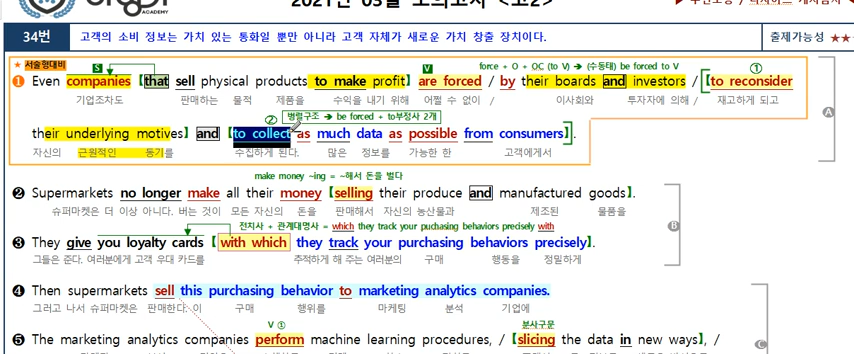 ACADEMY
34번 고객의 소비 정보는 가치 있는 통화일 뿐만 아니라 고객 자체가 새로운 가치 창출 장치이다. 출제가능성 ★★
★ 서술형대비 S V force + O + OC (to V) → (수동태) be forced to V ①
❶ Even companies 【that sell physical products to make profit】 are forced / by their boards and investors / 【to reconsider
기업조차도 판매하는 물적 제품을 수익을 내기 위해 어쩔 수 없이 / 이사회와 투자자에 의해 / 재고하게 되고
② 병렬구조 → be forced + to부정사 2개 A
their underlying motives】 and 【to collect as much data as possible from consumers】.
자신의 근원적인 동기를 수집하게 된다. 많은 정보를 가능한 한 고객에게서
make money ~ing = ~해서 돈을 벌다
❷ Supermarkets no longer make all their money 【selling their produce and manufactured goods】.
슈퍼마켓은 더 이상 아니다. 버는 것이 모든 자신의 돈을 판매해서 자신의 농산물과 제조된 물품을
전치사 + 관계대명사 = which they track your puchasing behaviors precisely with B
❸ They give you loyalty cards 【with which they track your purchasing behaviors precisely】.
그들은 준다. 여러분에게 고객 우대 카드를 추적하게 해 주는 여러분의 구매 행동을 정밀하게
❹ Then supermarkets sell this purchasing behavior to marketing analytics companies.
그러고 나서 슈퍼마켓은 판매한다. 이 구매 행위를 마케팅 분석 기업에
V ① 분사구문
❺ The marketing analytics companies perform machine learning procedures, / 【slicing the data in new ways】, / C